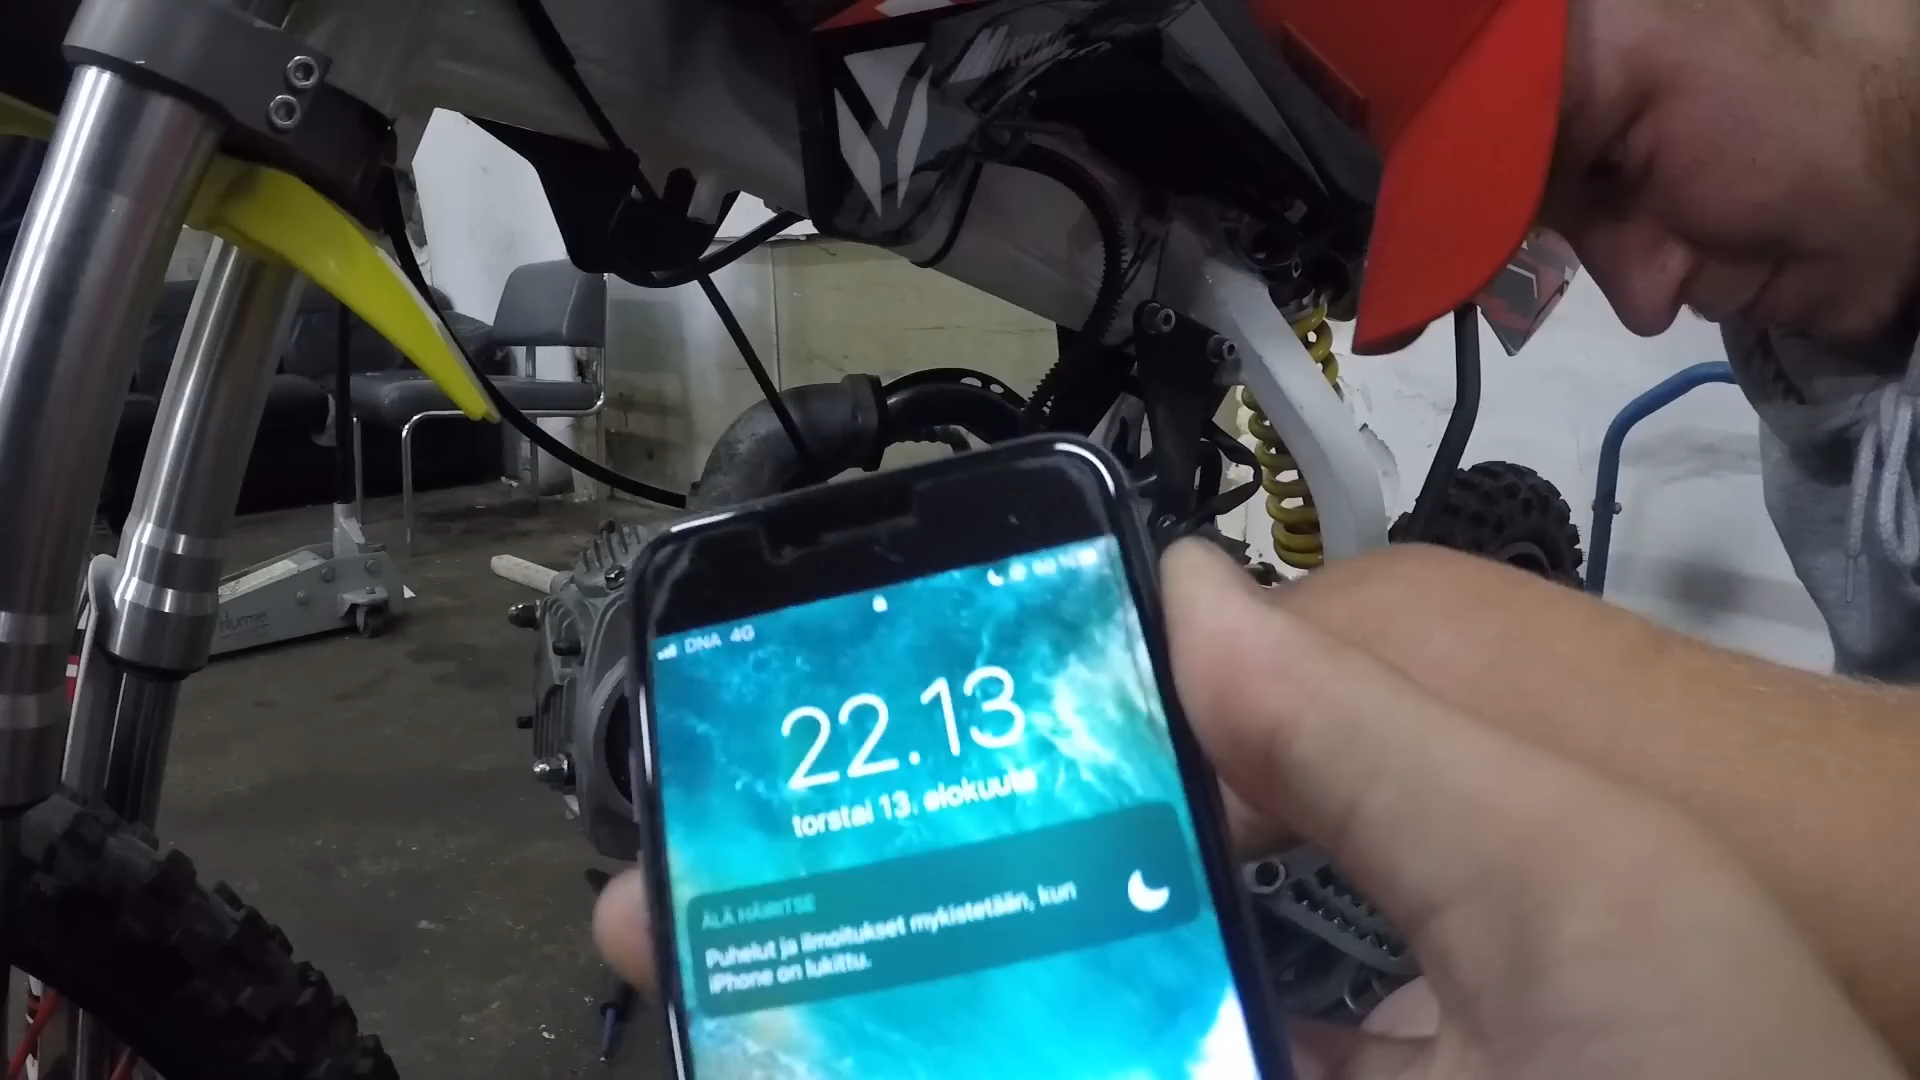 DNA 4G
22.13
torstai 13. elokuuta
ÄLÄ HÄIRITSE
Puhelut ja ilmoitukset mykistetään, kun
iPhone on lukittu.